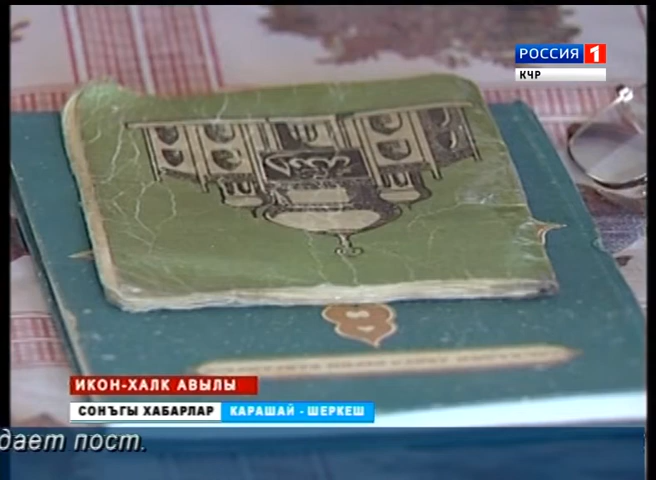 РОССИЯ 1
КЧР
ИКОН-ХАЛК АВЫЛЫ
СОНЪГЫ ХАБАРЛАР КАРАШАЙ - ШЕРКЕШ
дает пост.